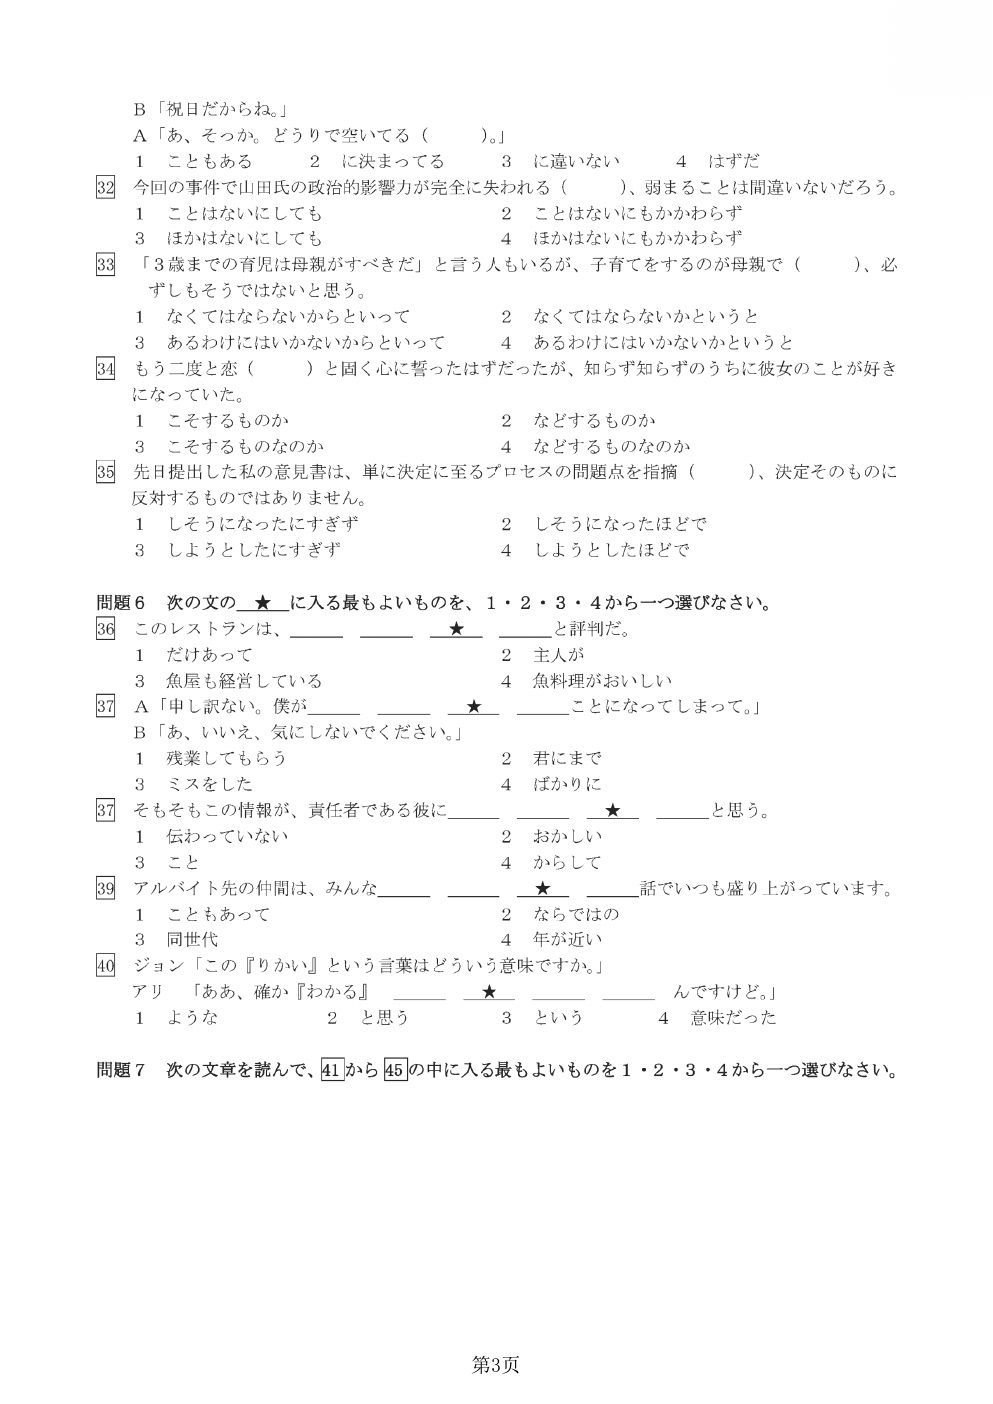 B「祝日だからね。」
A「あ、そっか。どうりで空いてる（　　　）。」
1　こともある　　　2　に決まってる　　　3　に違いない　　　4　はずだ
32　今回の事件で山田氏の政治的影響力が完全に失われる（　　　）、弱まることは間違いないだろう。
1　ことはないにしても　　　2　ことはないにもかかわらず
3　ほかはないにしても　　　4　ほかはないにもかかわらず
33　「３歳までの育児は母親がすべきだ」と言う人もいるが、子育てをするのが母親で（　　　）、必
ずしもそうではないと思う。
1　なくてはならないからといって　　　2　なくてはならないかというと
3　あるわけにはいかないからといって　　　4　あるわけにはいかないかというと
34　もう二度と恋（　　　）と固く心に誓ったはずだったが、知らず知らずのうちに彼女のことが好き
になっていた。
1　こそするものか　　　2　などするものか
3　こそするものなのか　　　4　などするものなのか
35　先日提出した私の意見書は、単に決定に至るプロセスの問題点を指摘（　　　）、決定そのものに
反対するものではありません。
1　しそうになったにすぎず　　　2　しそうになったほどで
3　しようとしたにすぎず　　　4　しようとしたほどで
問題６　次の文の＿★＿に入る最もよいものを、１・２・３・４から一つ選びなさい。
36　このレストランは、＿＿＿　＿＿＿　＿★＿　＿＿＿と評判だ。
1　だけあって　　　2　主人が
3　魚屋も経営している　　　4　魚料理がおいしい
37　A「申し訳ない。僕が＿＿＿　＿＿＿　＿★＿　＿＿＿ことになってしまって。」
B「あ、いいえ、気にしないでください。」
1　残業してもらう　　　2　君にまで
3　ミスをした　　　4　ばかりに
37　そもそもこの情報が、責任者である彼に＿＿＿　＿＿＿　＿★＿　＿＿＿と思う。
1　伝わっていない　　　2　おかしい
3　こと　　　4　からして
39　アルバイト先の仲間は、みんな＿＿＿　＿＿＿　＿★＿　＿＿＿話でいつも盛り上がっています。
1　こともあって　　　2　ならではの
3　同世代　　　4　年が近い
40　ジョン「この『りかい』という言葉はどういう意味ですか。」
アリ　「ああ、確か『わかる』　＿＿＿　＿★＿　＿＿＿　＿＿＿　んですけど。」
1　ような　　　2　と思う　　　3　という　　　4　意味だった
問題７　次の文章を読んで、41から45の中に入る最もよいものを１・２・３・４から一つ選びなさい。
第3页